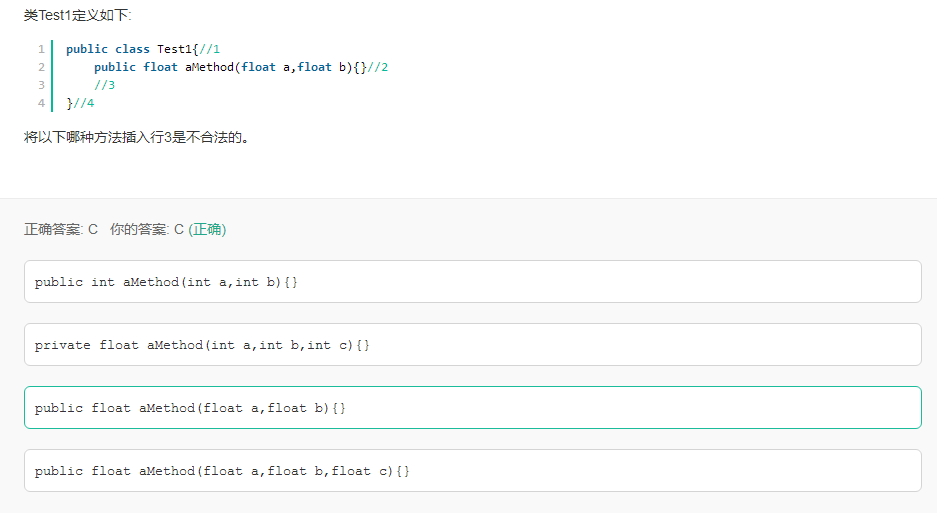 类Test1定义如下:
1 public class Test1{//1
2 public float aMethod(float a,float b){}//2
3 //3
4 }//4
将以下哪种方法插入行3是不合法的。
正确答案: C 你的答案: C (正确)
public int aMethod(int a,int b){}
private float aMethod(int a,int b,int c){}
public float aMethod(float a,float b){}
public float aMethod(float a,float b,float c){}